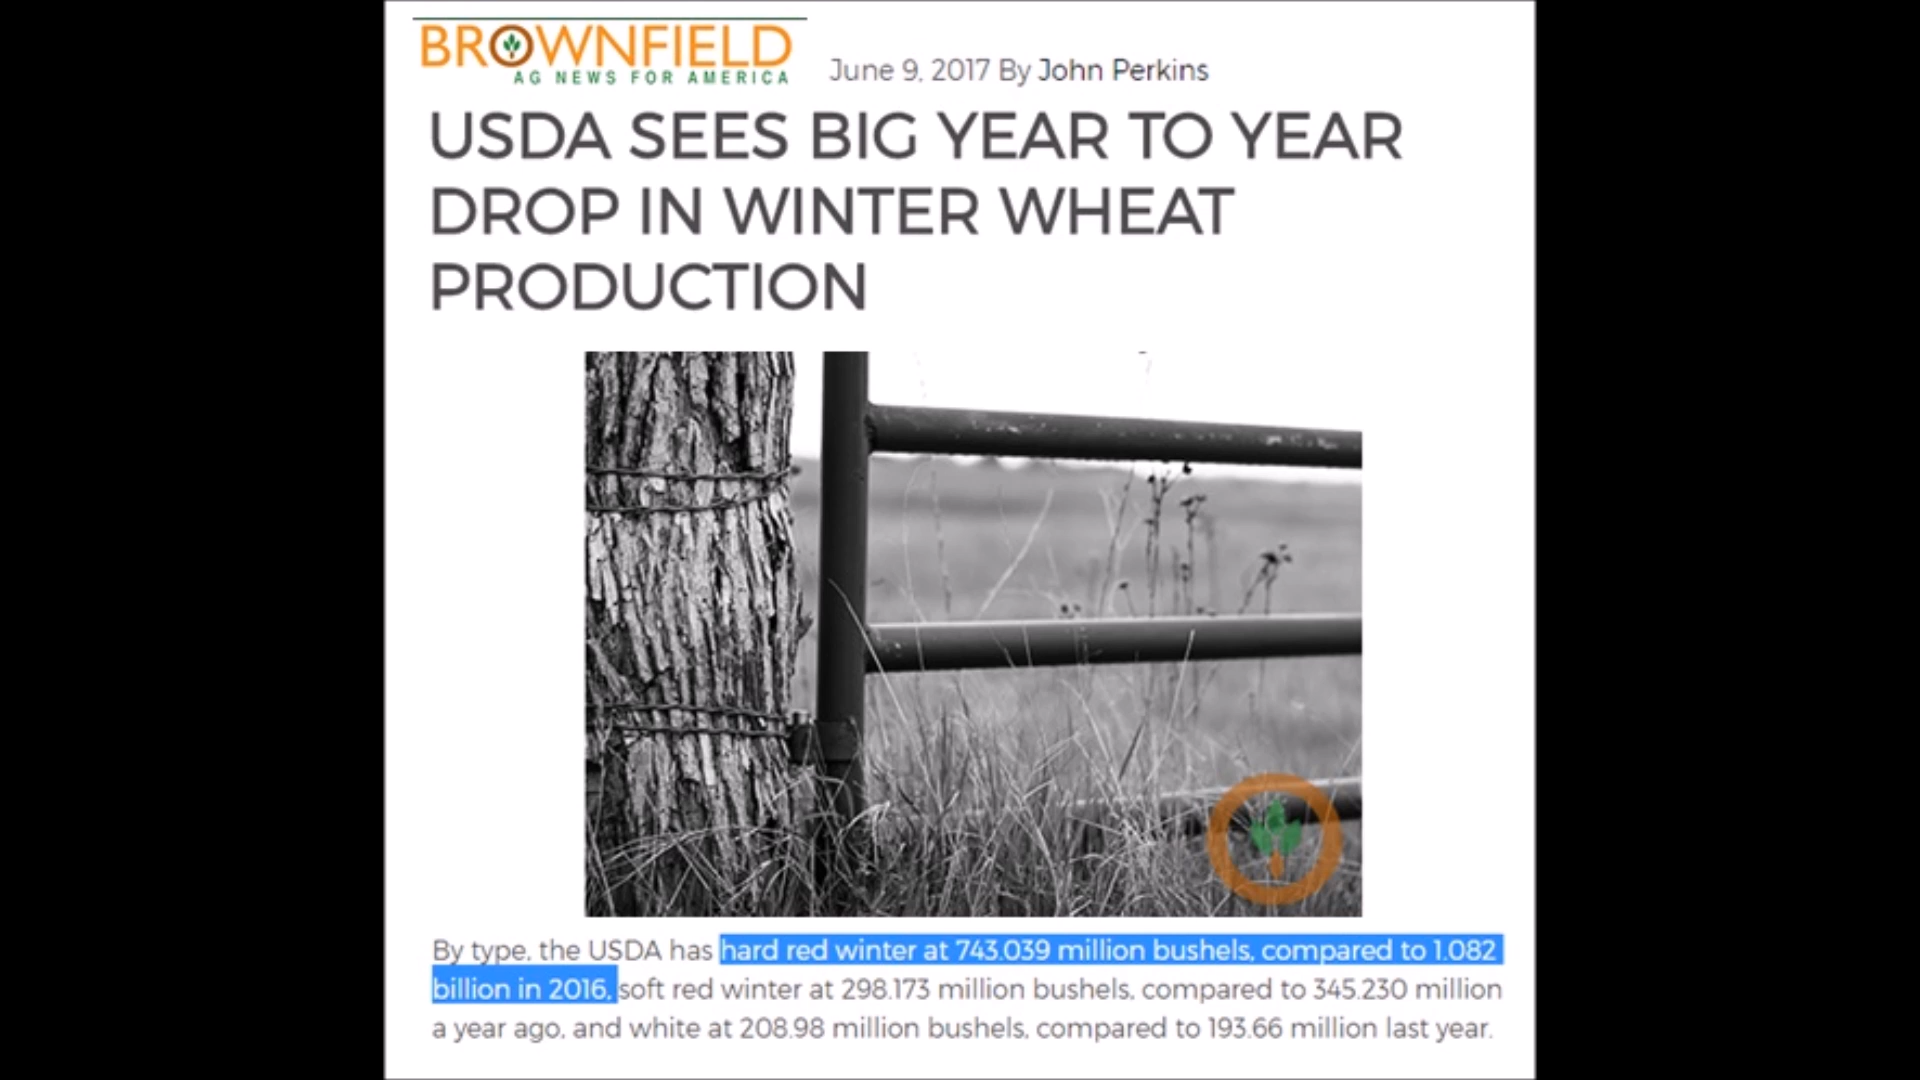 BROWNFIELD
AG NEWS FOR AMERICA
June 9, 2017 By John Perkins
USDA SEES BIG YEAR TO YEAR
DROP IN WINTER WHEAT
PRODUCTION
By type, the USDA has hard red winter at 743.039 million bushels, compared to 1.082
billion in 2016, soft red winter at 298.173 million bushels, compared to 345.230 million
a year ago, and white at 208.98 million bushels, compared to 193.66 million last year.